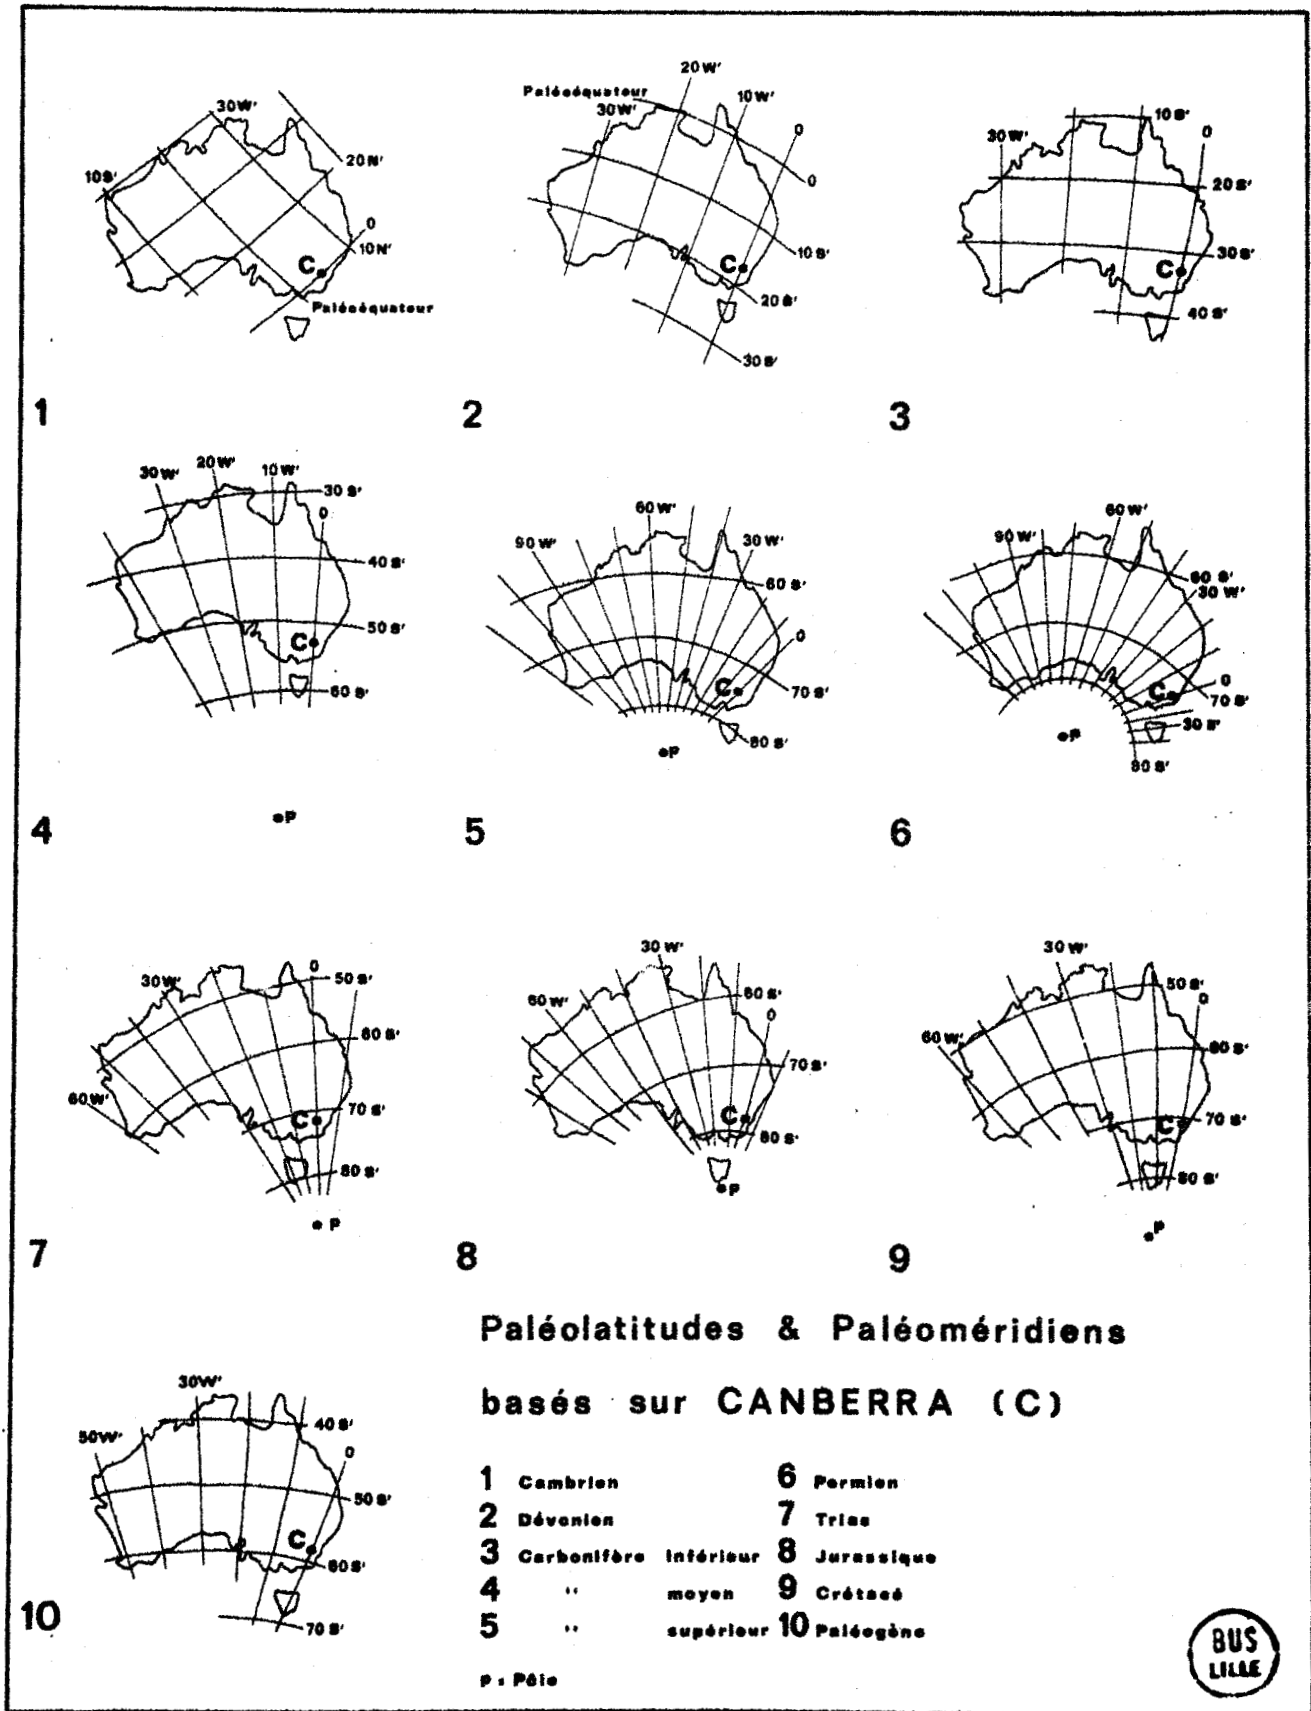 30W'
20N'
10S'
0
10N'
C
Paléoéquateur
1
20W'
Paléoéquateur
10W'
30W'
0
0
C
10S'
20S'
30S'
2
10S'
30W'
0
20S'
30S'
C
40S'
3
20W'
30W'
10W'
30S'
0
40S'
50S'
C
60S'
P
4
60W'
90W'
30W'
60S'
0
C
70S'
80S'
P
5
60W'
90W'
60S'
30W'
0
C
70S'
30S'
P
80S'
6
0
30W'
50S'
60S'
60W'
70S'
C
80S'
P
7
30W'
60W'
60S'
0
70S'
C
80S'
P
8
30W'
50S'
0
60W'
60S'
70S'
C
80S'
P
9
30W'
40S'
50W'
0
50S'
C
60S'
70S'
10
Paléolatitudes & Paléoméridiens
basés sur CANBERRA (C)
1 Cambrien 6 Permien
2 Dévonien 7 Trias
3 Carbonifère inférieur 8 Jurassique
4 " moyen 9 Crétacé
5 " supérieur 10 Paléogène
P : Pôle
BUS
LILLE